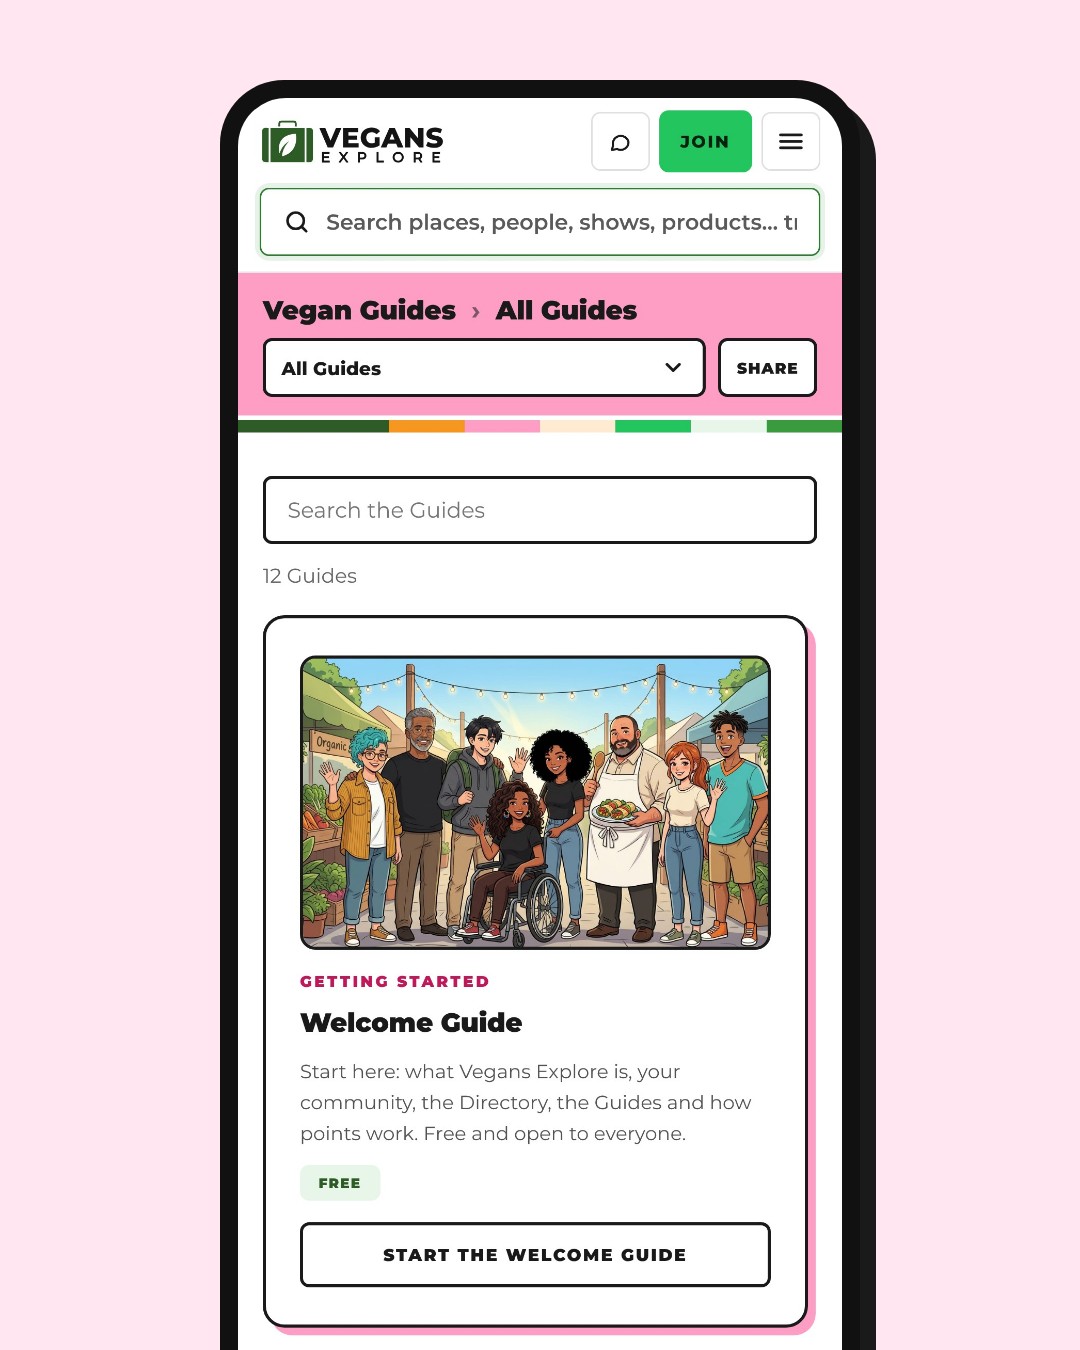 VEGANS
EXPLORE
JOIN
Search places, people, shows, products... tr
Vegan Guides › All Guides
All Guides
SHARE
Search the Guides
12 Guides
Organic
GETTING STARTED
Welcome Guide
Start here: what Vegans Explore is, your
community, the Directory, the Guides and how
points work. Free and open to everyone.
FREE
START THE WELCOME GUIDE